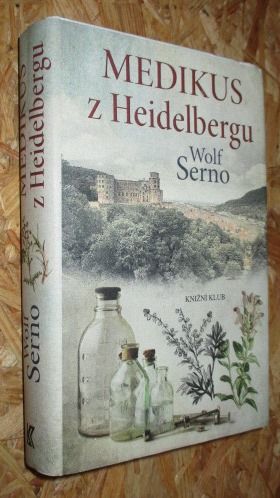 MEDIKUS
z Heidelbergu
Wolf
Serno
KNIŽNÍ KLUB
MEDIKUS
z Heidelbergu
Wolf
Serno